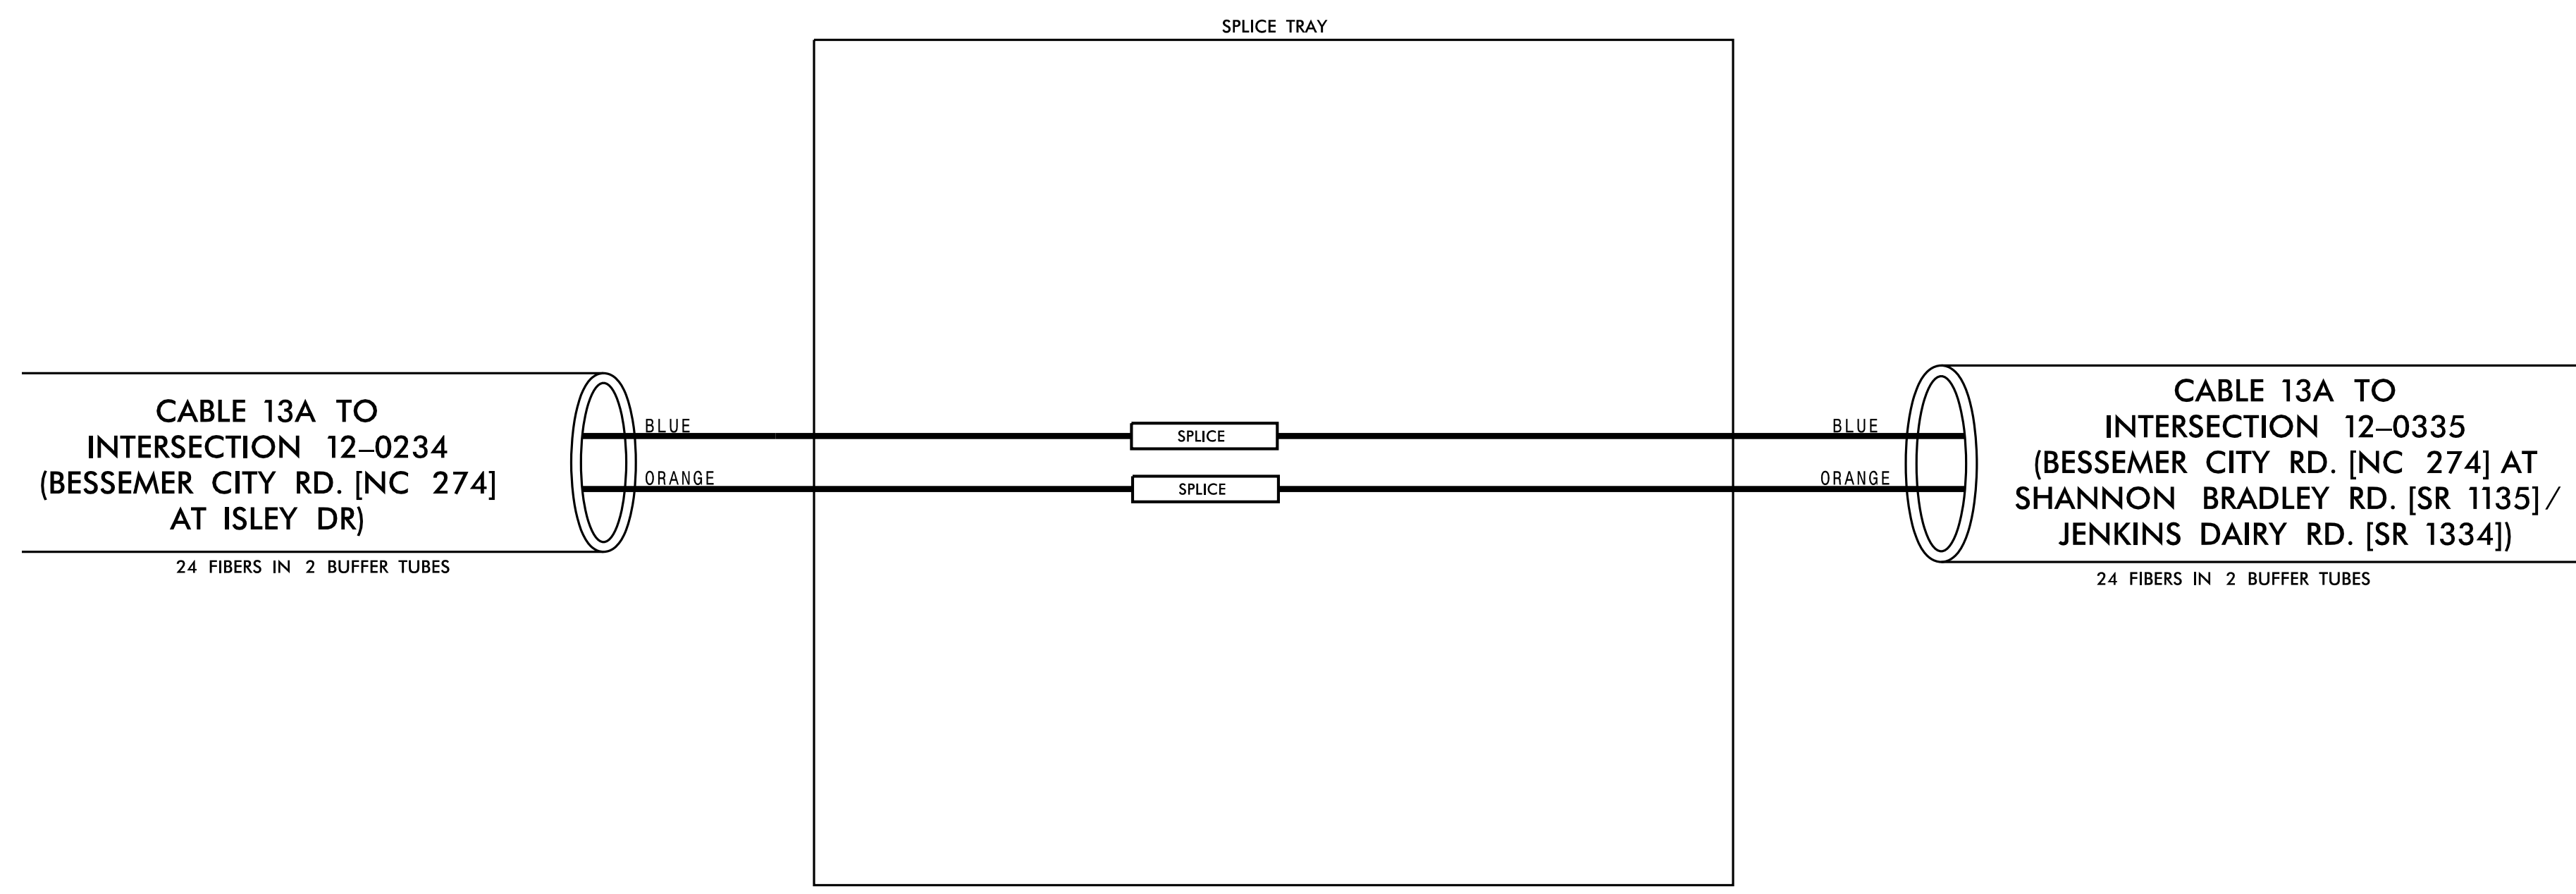 SPLICE TRAY
CABLE 13A TO
INTERSECTION 12–0234
(BESSEMER CITY RD. [NC 274]
AT ISLEY DR)
24 FIBERS IN 2 BUFFER TUBES
BLUE
ORANGE
SPLICE
SPLICE
BLUE
ORANGE
CABLE 13A TO
INTERSECTION 12–0335
(BESSEMER CITY RD. [NC 274] AT
SHANNON BRADLEY RD. [SR 1135]/
JENKINS DAIRY RD. [SR 1334])
24 FIBERS IN 2 BUFFER TUBES